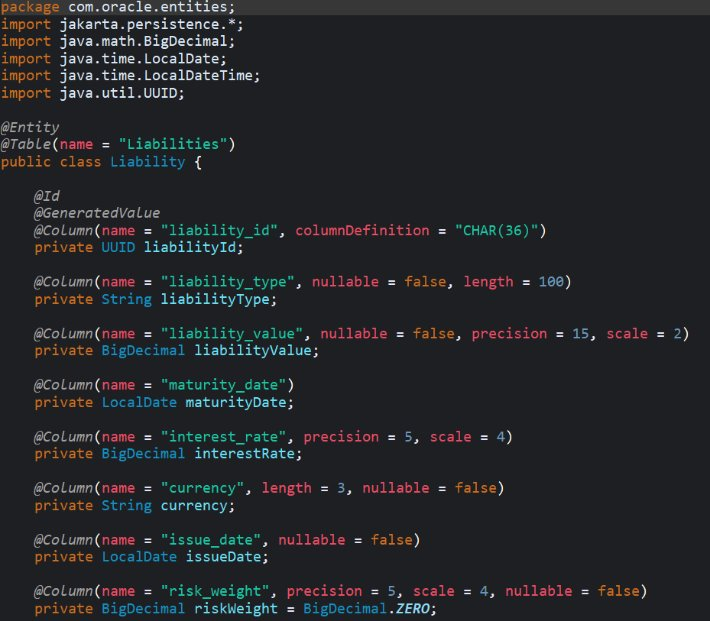 package com.oracle.entities;
import jakarta.persistence.*;
import java.math.BigDecimal;
import java.time.LocalDate;
import java.time.LocalDateTime;
import java.util.UUID;
@Entity
@Table(name = "Liabilities")
public class Liability {
@Id
@GeneratedValue
@Column(name = "liability_id", columnDefinition = "CHAR(36)")
private UUID liabilityId;
@Column(name = "liability_type", nullable = false, length = 100)
private String liabilityType;
@Column(name = "liability_value", nullable = false, precision = 15, scale = 2)
private BigDecimal liabilityValue;
@Column(name = "maturity_date")
private LocalDate maturityDate;
@Column(name = "interest_rate", precision = 5, scale = 4)
private BigDecimal interestRate;
@Column(name = "currency", length = 3, nullable = false)
private String currency;
@Column(name = "issue_date", nullable = false)
private LocalDate issueDate;
@Column(name = "risk_weight", precision = 5, scale = 4, nullable = false)
private BigDecimal riskWeight = BigDecimal.ZERO;